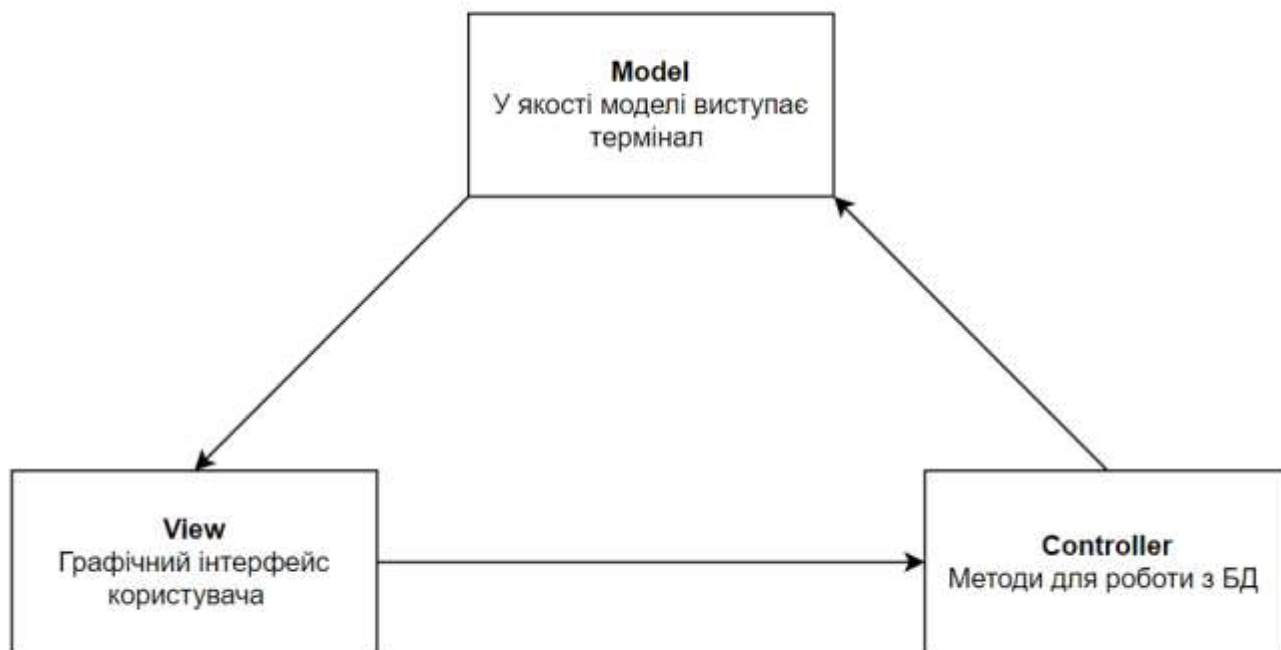 Model
У якості моделі виступає
термінал
View
Графічний інтерфейс
користувача
Controller
Методи для роботи з БД